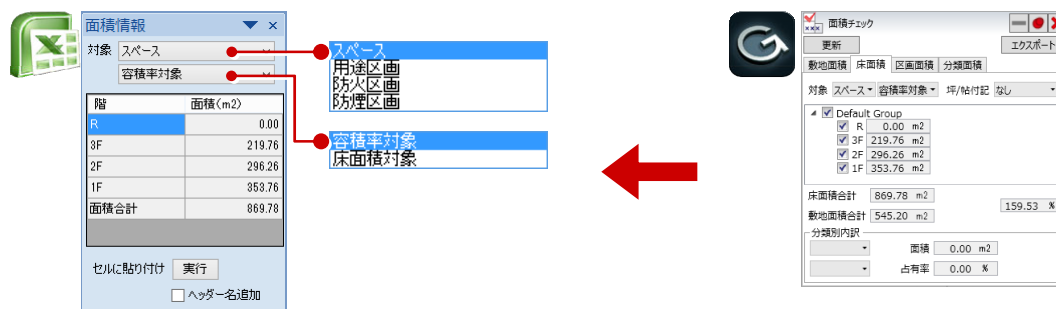 面積情報
対象 スペース
容積率対象
階 面積(m2)
R 0.00
3F 219.76
2F 296.26
1F 353.76
面積合計 869.78
セルに貼り付け 実行
ヘッダー名追加
スペース
用途区画
防火区画
防煙区画
容積率対象
床面積対象
面積チェック
更新 エクスポート
敷地面積 床面積 区画面積 分類面積
対象 スペース 容積率対象 坪/帖付記 なし
Default Group
R 0.00 m2
3F 219.76 m2
2F 296.26 m2
1F 353.76 m2
床面積合計 869.78 m2
159.53 %
敷地面積合計 545.20 m2
分類別内訳
面積 0.00 m2
占有率 0.00 %